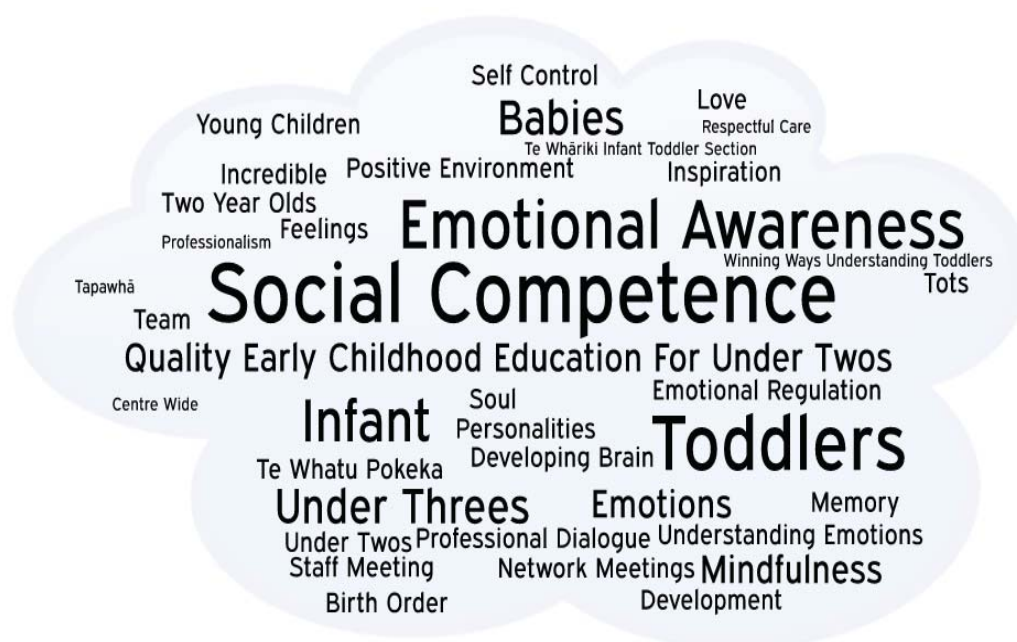 Self Control
Love
Babies
Young Children
Respectful Care
Te Whāriki Infant Toddler Section
Incredible
Positive Environment
Inspiration
Two Year Olds
Feelings
Emotional Awareness
Professionalism
Winning Ways Understanding Toddlers
Tapawhā
Social Competence
Tots
Team
Quality Early Childhood Education For Under Twos
Emotional Regulation
Centre Wide
Infant
Soul
Personalities
Toddlers
Te Whatu Pokeka
Developing Brain
Under Threes
Emotions
Memory
Under Twos
Professional Dialogue
Understanding Emotions
Staff Meeting
Network Meetings
Mindfulness
Birth Order
Development